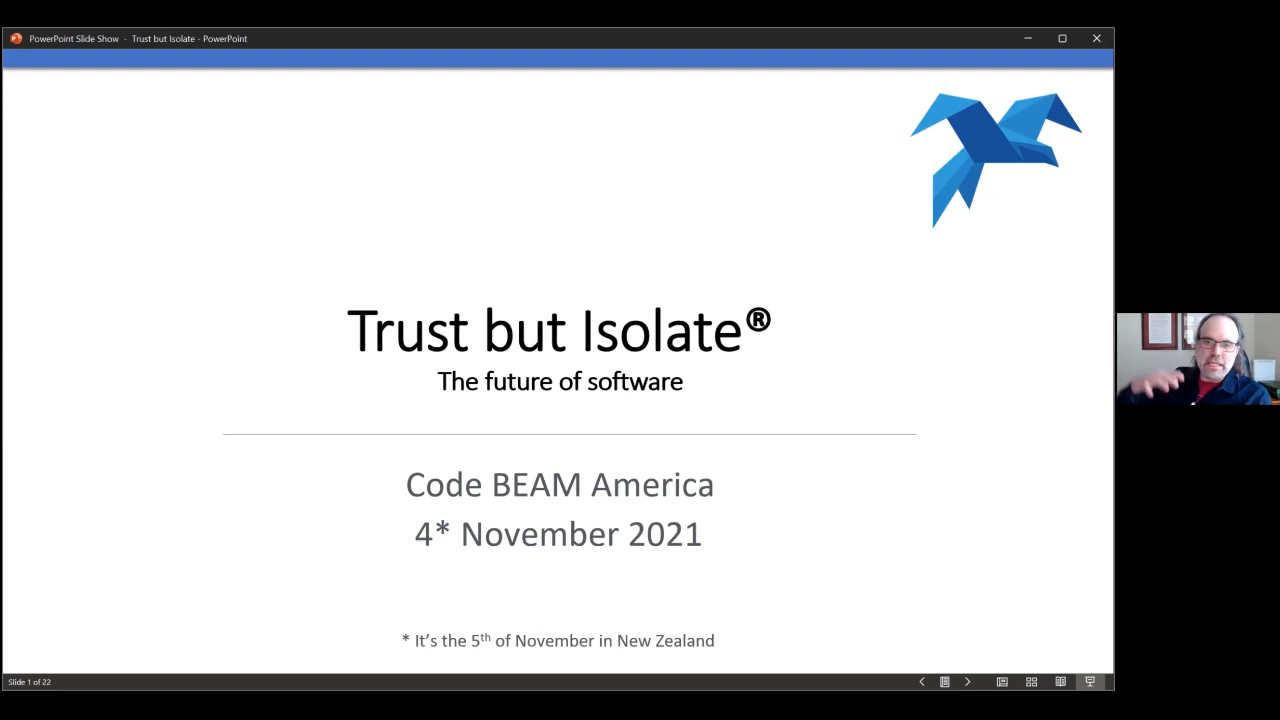 PowerPoint Slide Show - Trust but Isolate - PowerPoint
Trust but Isolate®
The future of software
Code BEAM America
4* November 2021
* It's the 5th of November in New Zealand
Slide 1 of 22